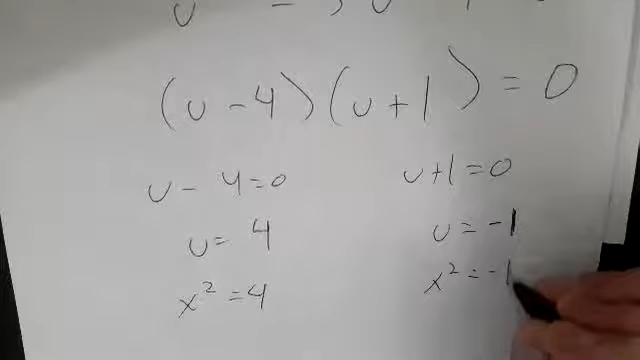 (u - 4)(u + 1) = 0
u - 4 = 0
u + 1 = 0
u = 4
u = -1
x² = 4
x² = -1